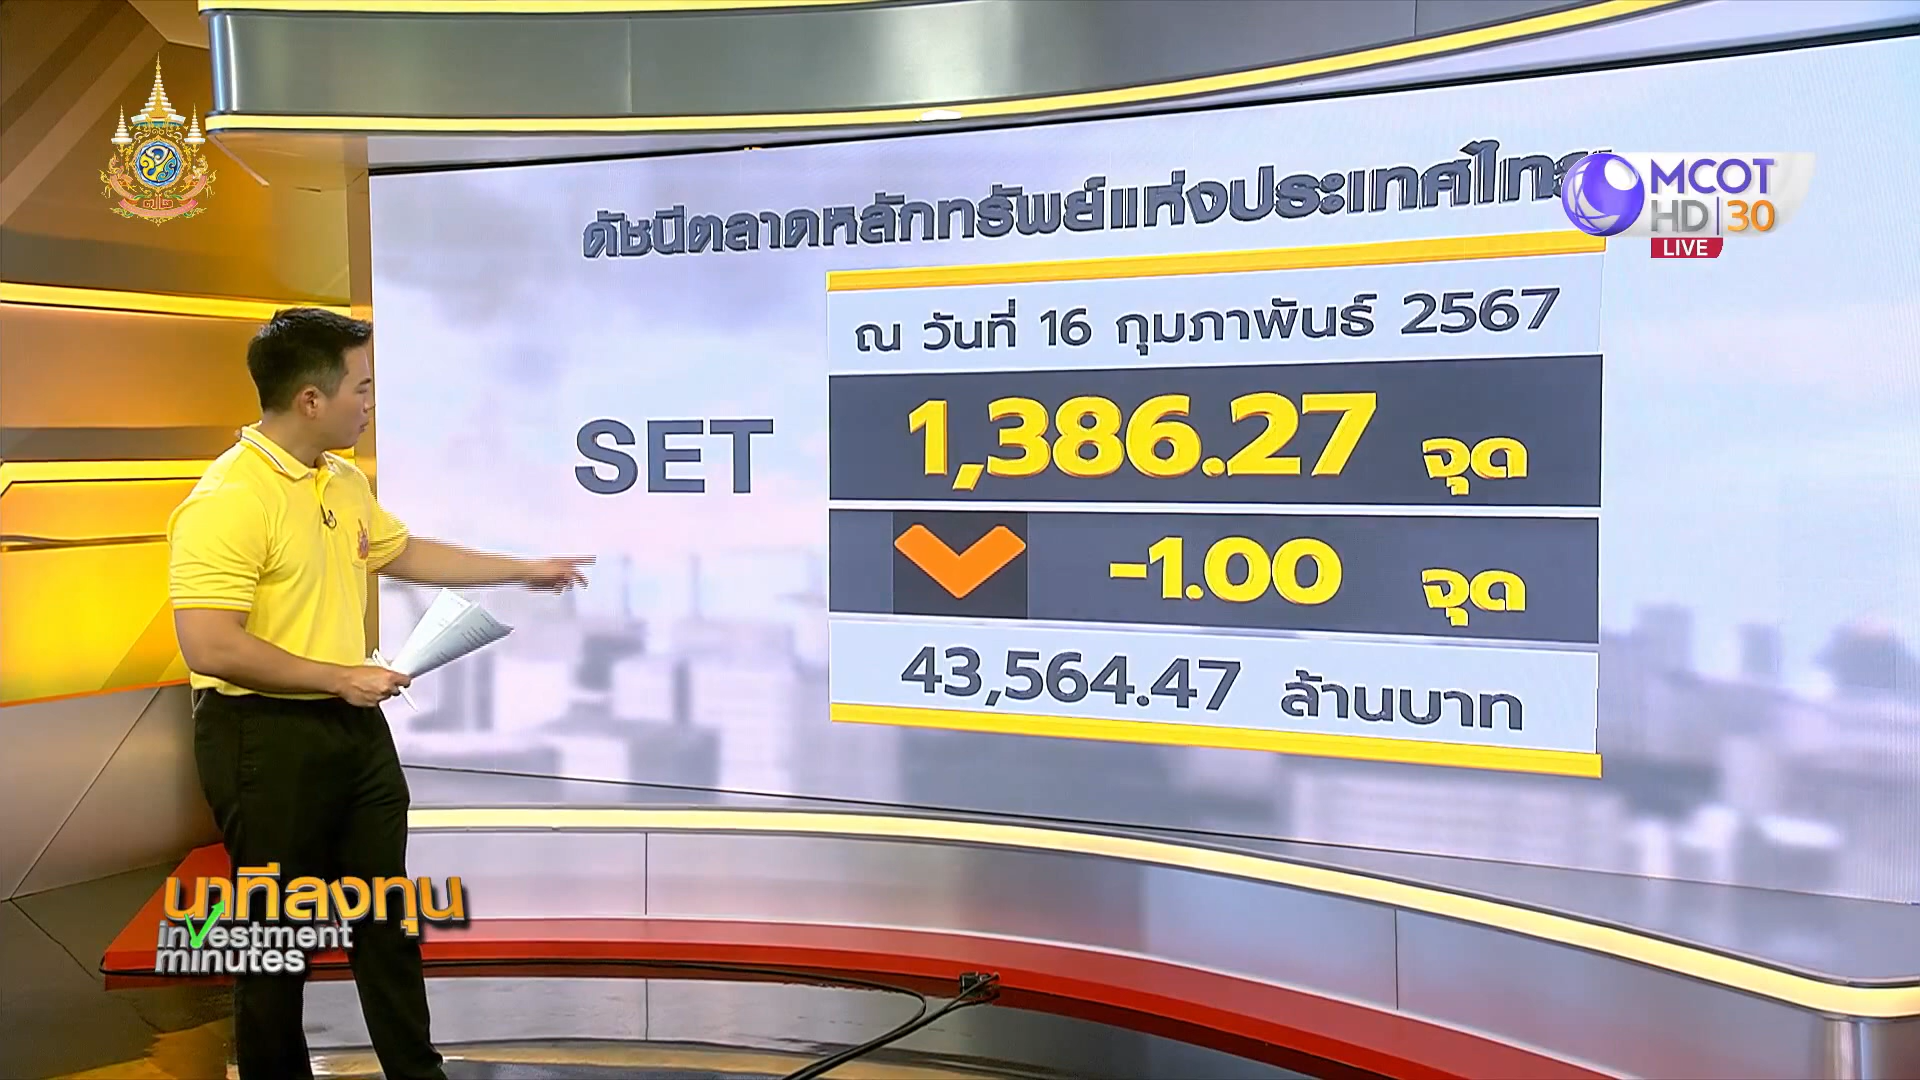 ดัชนีตลาดหลักทรัพย์แห่งประเทศไทย
MCOT
HD 30
LIVE
ณ วันที่ 16 กุมภาพันธ์ 2567
SET
1,386.27 จุด
-1.00 จุด
43,564.47 ล้านบาท
นาทีลงทุน
investment
minutes
๗๒